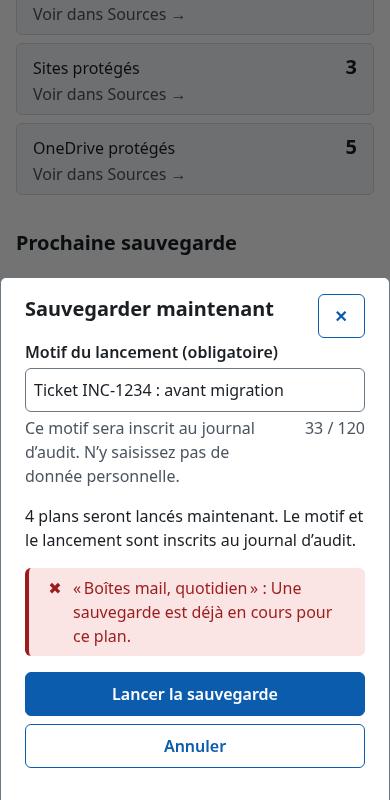 Voir dans Sources →
Sites protégés
3
Voir dans Sources →
OneDrive protégés
5
Voir dans Sources →
Prochaine sauvegarde
Sauvegarder maintenant
×
Motif du lancement (obligatoire)
Ticket INC-1234 : avant migration
Ce motif sera inscrit au journal
d’audit. N’y saisissez pas de
donnée personnelle.
33 / 120
4 plans seront lancés maintenant. Le motif et
le lancement sont inscrits au journal d’audit.
✖ « Boîtes mail, quotidien » : Une
sauvegarde est déjà en cours pour
ce plan.
Lancer la sauvegarde
Annuler